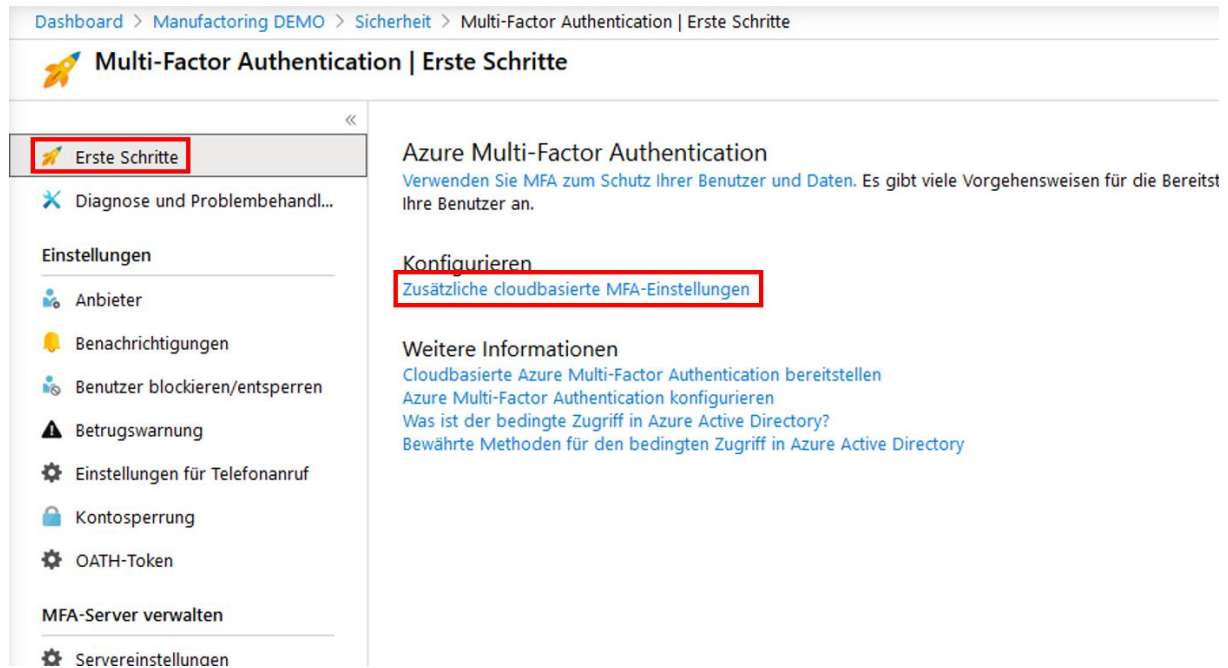 Dashboard > Manufactoring DEMO > Sicherheit > Multi-Factor Authentication | Erste Schritte
Multi-Factor Authentication | Erste Schritte
«
Erste Schritte
Diagnose und Problembehandl...
Einstellungen
Anbieter
Benachrichtigungen
Benutzer blockieren/entsperren
Betrugswarnung
Einstellungen für Telefonanruf
Kontosperrung
OATH-Token
MFA-Server verwalten
Servereinstellungen
Azure Multi-Factor Authentication
Verwenden Sie MFA zum Schutz Ihrer Benutzer und Daten. Es gibt viele Vorgehensweisen für die Bereitst
Ihre Benutzer an.
Konfigurieren
Zusätzliche cloudbasierte MFA-Einstellungen
Weitere Informationen
Cloudbasierte Azure Multi-Factor Authentication bereitstellen
Azure Multi-Factor Authentication konfigurieren
Was ist der bedingte Zugriff in Azure Active Directory?
Bewährte Methoden für den bedingten Zugriff in Azure Active Directory